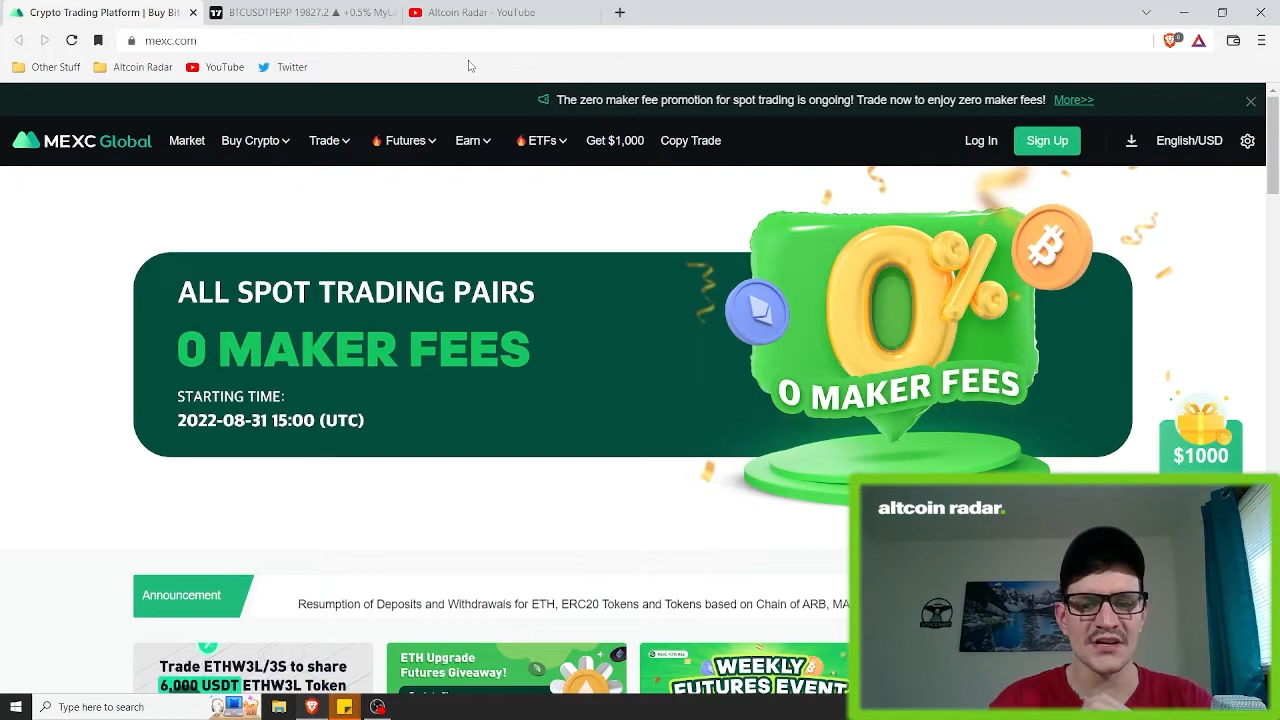 Crypto Trading Platform | Buy Bit
BTCUSDTPERP 19827.2 ▲ +0.5% MyLa
Altcoin Radar - YouTube
mexc.com
6
Other Stuff
Altcoin Radar
YouTube
Twitter
The zero maker fee promotion for spot trading is ongoing! Trade now to enjoy zero maker fees! More>>
MEXC Global
Market
Buy Crypto
Trade
Futures
Earn
ETFs
Get $1,000
Copy Trade
Log In
Sign Up
English/USD
ALL SPOT TRADING PAIRS
0 MAKER FEES
STARTING TIME:
2022-08-31 15:00 (UTC)
0%
0 MAKER FEES
$1000
altcoin radar.
Announcement
Resumption of Deposits and Withdrawals for ETH, ERC20 Tokens and Tokens based on Chain of ARB, MA
Trade ETHW3L/3S to share
6,000 USDT ETHW3L Token
ETH Upgrade
Futures Giveaway!
MEXC FUTURES
WEEKLY
FUTURES EVENT
Type here to search